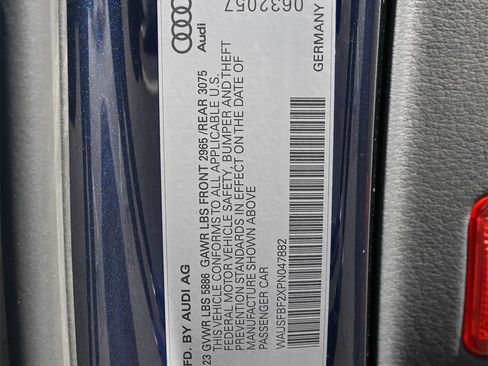 FD. BY AUDI AG
23 GVWR LBS 5886 GAWR LBS FRONT 2965 /REAR 3075
THIS VEHICLE CONFORMS TO ALL APPLICABLE U.S.
FEDERAL MOTOR VEHICLE SAFETY, BUMPER AND THEFT
PREVENTION STANDARDS IN EFFECT ON THE DATE OF
MANUFACTURE SHOWN ABOVE
PASSENGER CAR
WAUSFBF2XPN047882
Audi
0632057
GERMANY